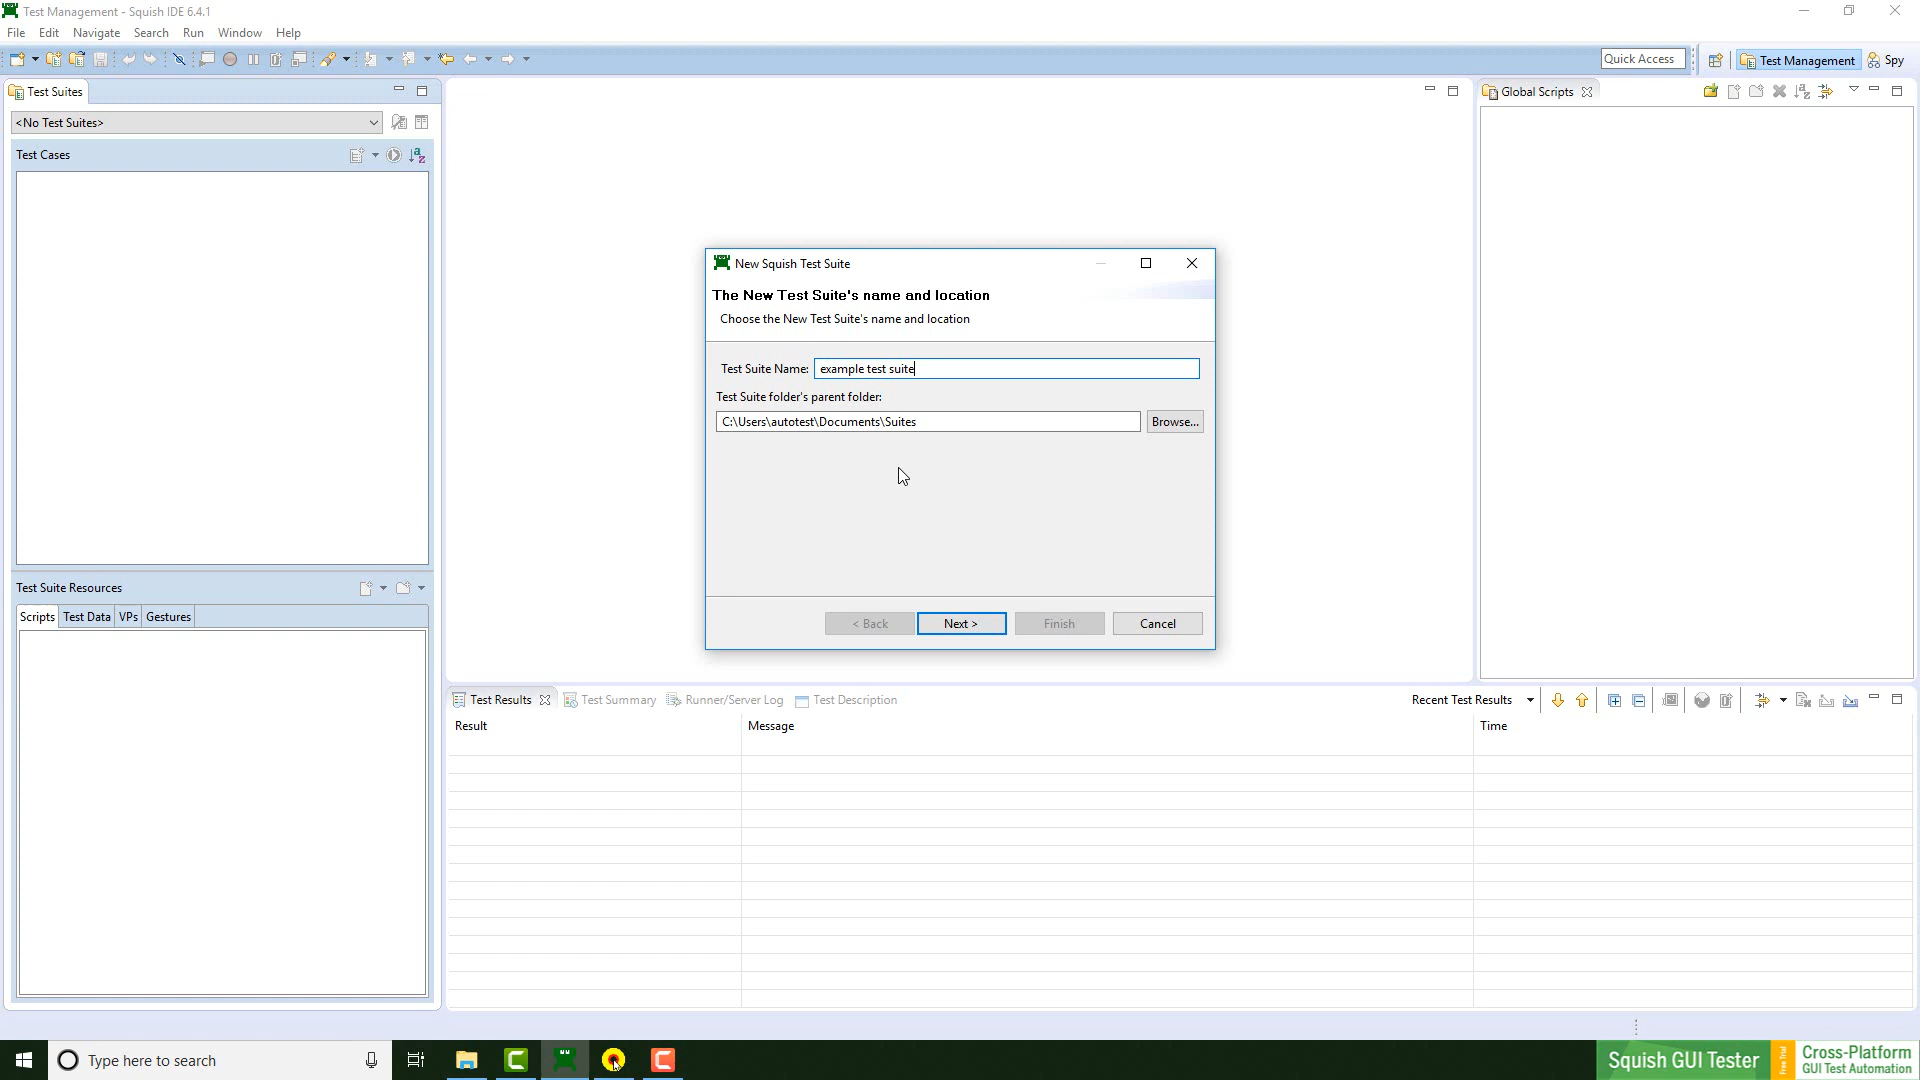 Test Management - Squish IDE 6.4.1
File Edit Navigate Search Run Window Help
Quick Access
Test Management
Spy
Test Suites
<No Test Suites>
Test Cases
Test Suite Resources
Scripts Test Data VPs Gestures
Global Scripts
New Squish Test Suite
The New Test Suite's name and location
Choose the New Test Suite's name and location
Test Suite Name: example test suite
Test Suite folder's parent folder:
C:\Users\autotest\Documents\Suites
Browse...
< Back Next > Finish Cancel
Test Results Test Summary Runner/Server Log Test Description
Recent Test Results
Result Message Time
Type here to search
Squish GUI Tester
Free Trial
Cross-Platform
GUI Test Automation